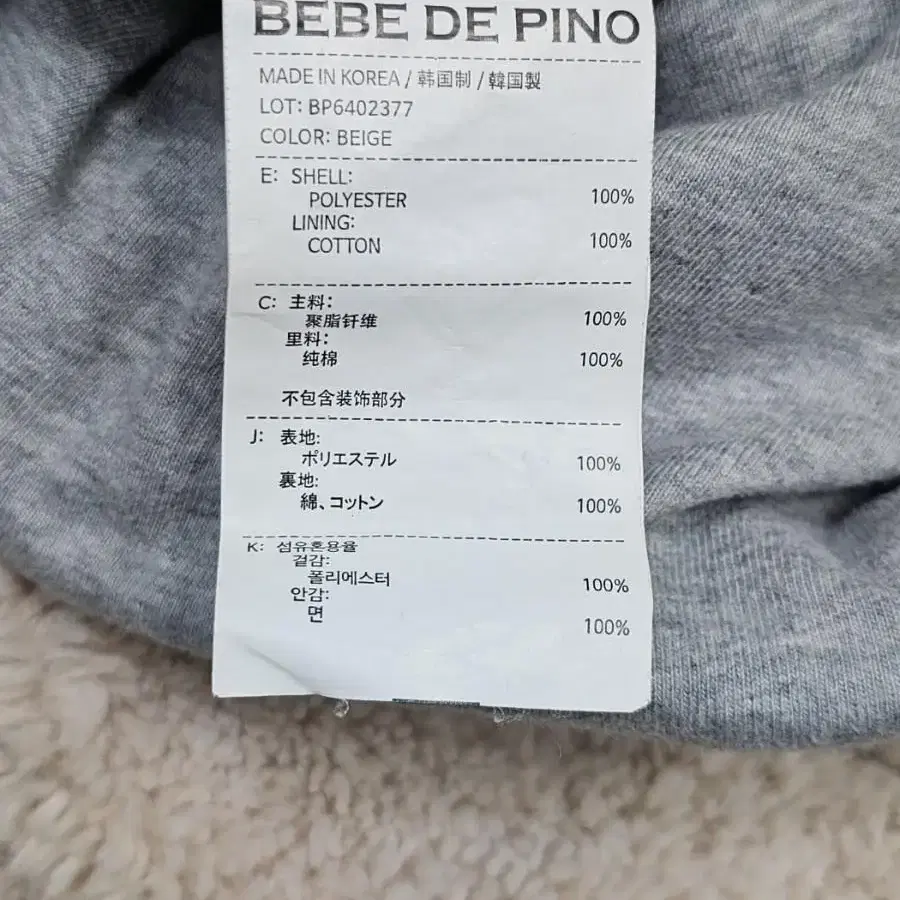 BEBE DE PINO
MADE IN KOREA / 韩国制 / 韓国製
LOT: BP6402377
COLOR: BEIGE
E: SHELL:
POLYESTER 100%
LINING:
COTTON 100%
C: 主料:
聚脂钎维 100%
里料:
纯棉 100%
不包含装饰部分
J: 表地:
ポリエステル 100%
裏地:
綿、コットン 100%
K: 섬유혼용율
겉감:
폴리에스터 100%
안감:
면 100%